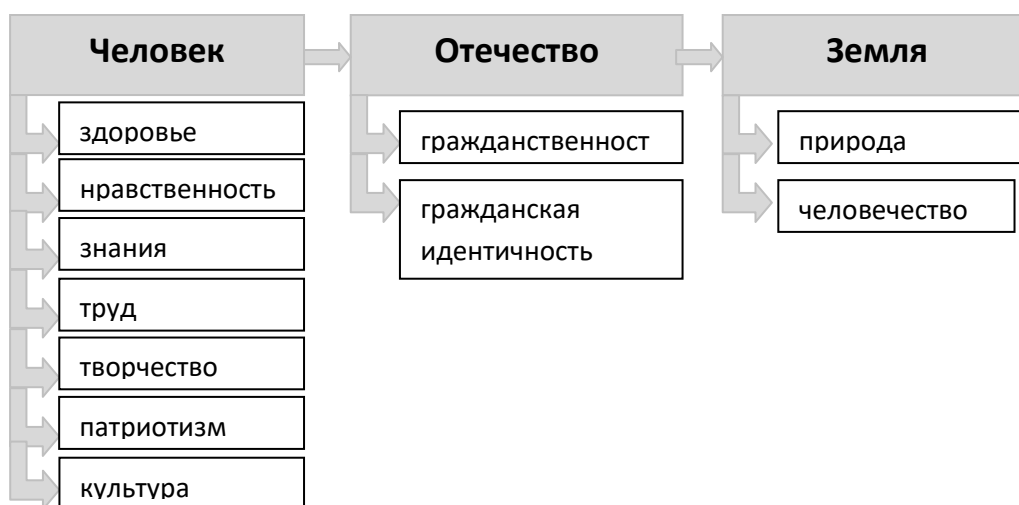 Человек
здоровье
нравственность
знания
труд
творчество
патриотизм
культура
Отечество
гражданственност
гражданская
идентичность
Земля
природа
человечество